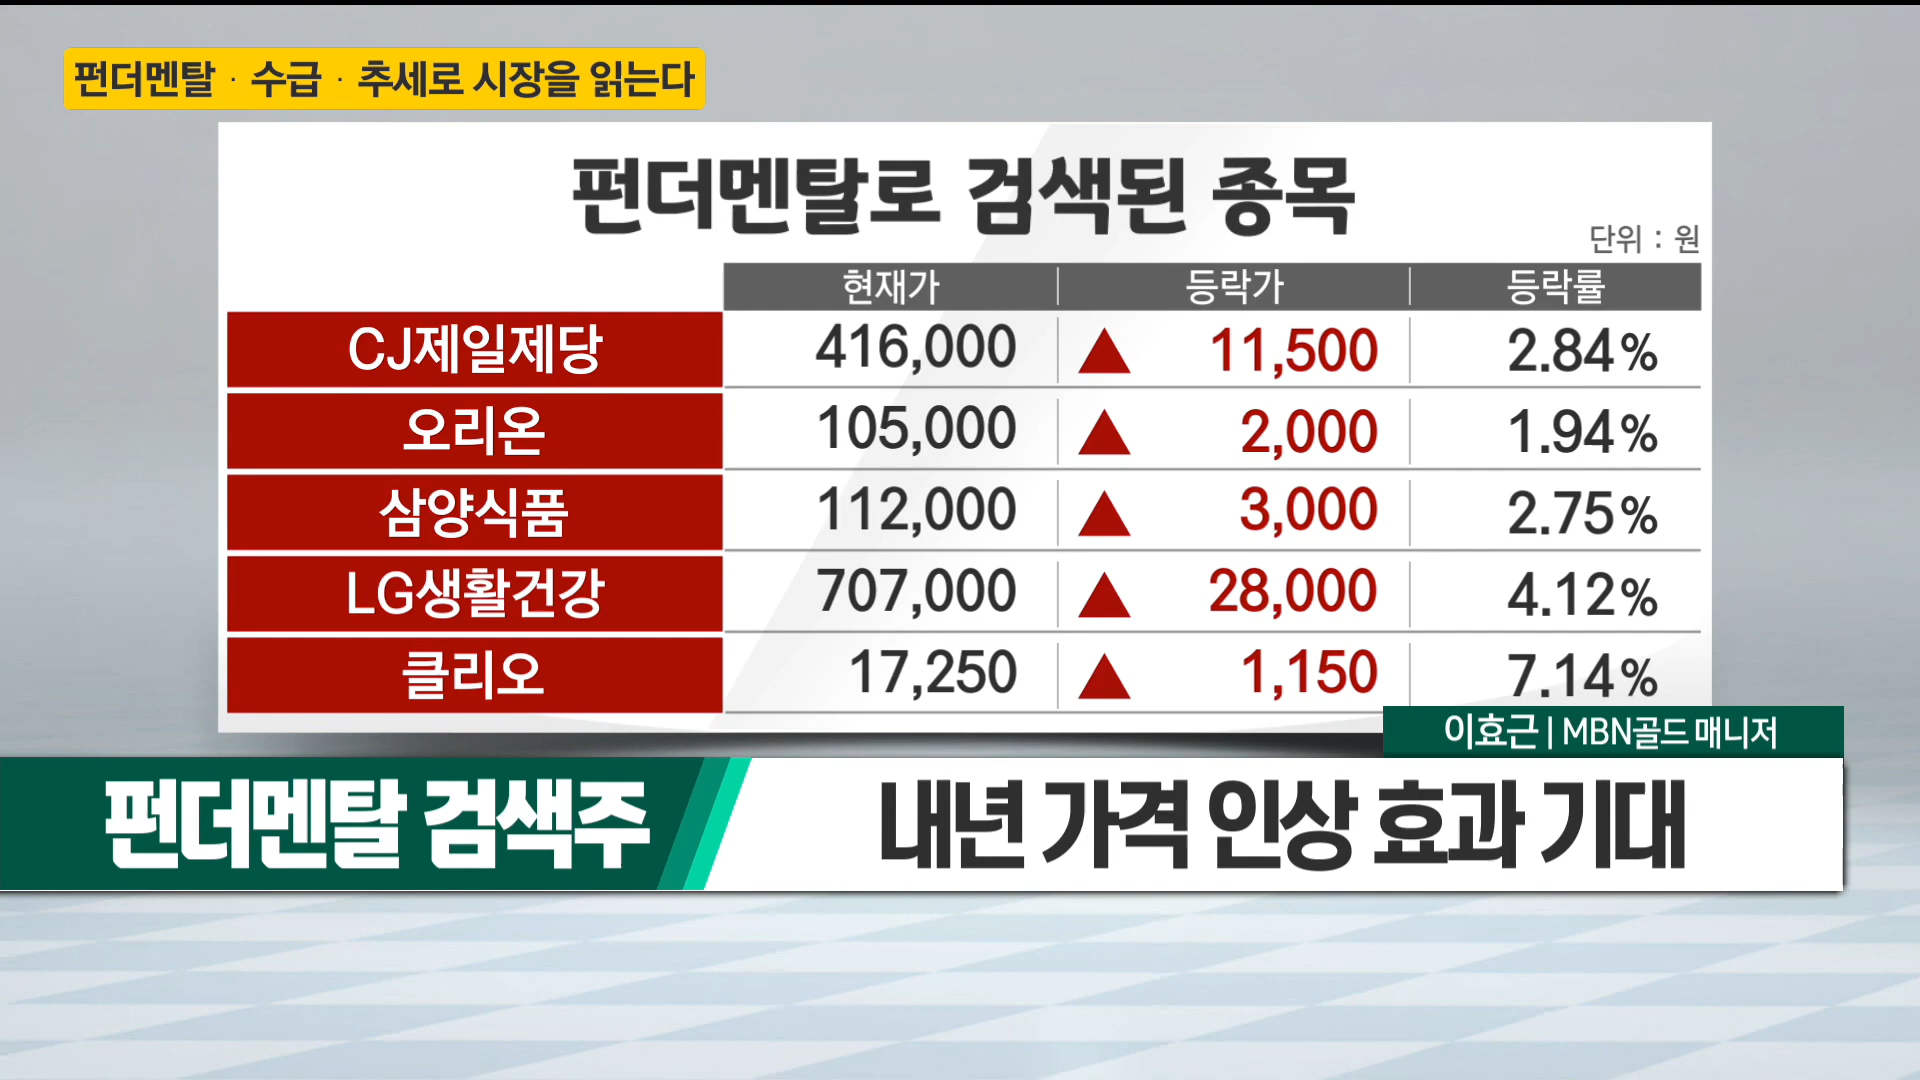 펀더멘탈 · 수급 · 추세로 시장을 읽는다
펀더멘탈로 검색된 종목
단위 : 원
현재가 등락가 등락률
CJ제일제당 416,000 ▲ 11,500 2.84%
오리온 105,000 ▲ 2,000 1.94%
삼양식품 112,000 ▲ 3,000 2.75%
LG생활건강 707,000 ▲ 28,000 4.12%
클리오 17,250 ▲ 1,150 7.14%
이효근 | MBN골드 매니저
펀더멘탈 검색주 내년 가격 인상 효과 기대